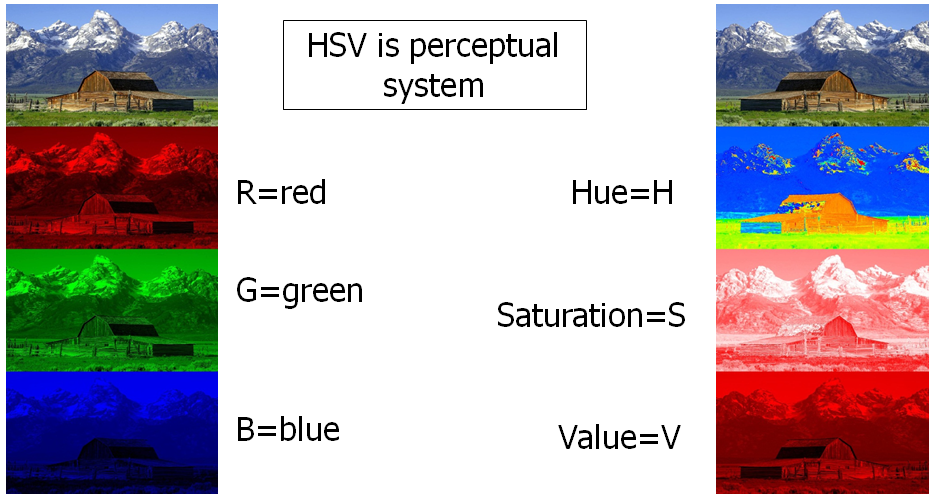 HSV is perceptual
system
R=red
Hue=H
G=green
Saturation=S
B=blue
Value=V